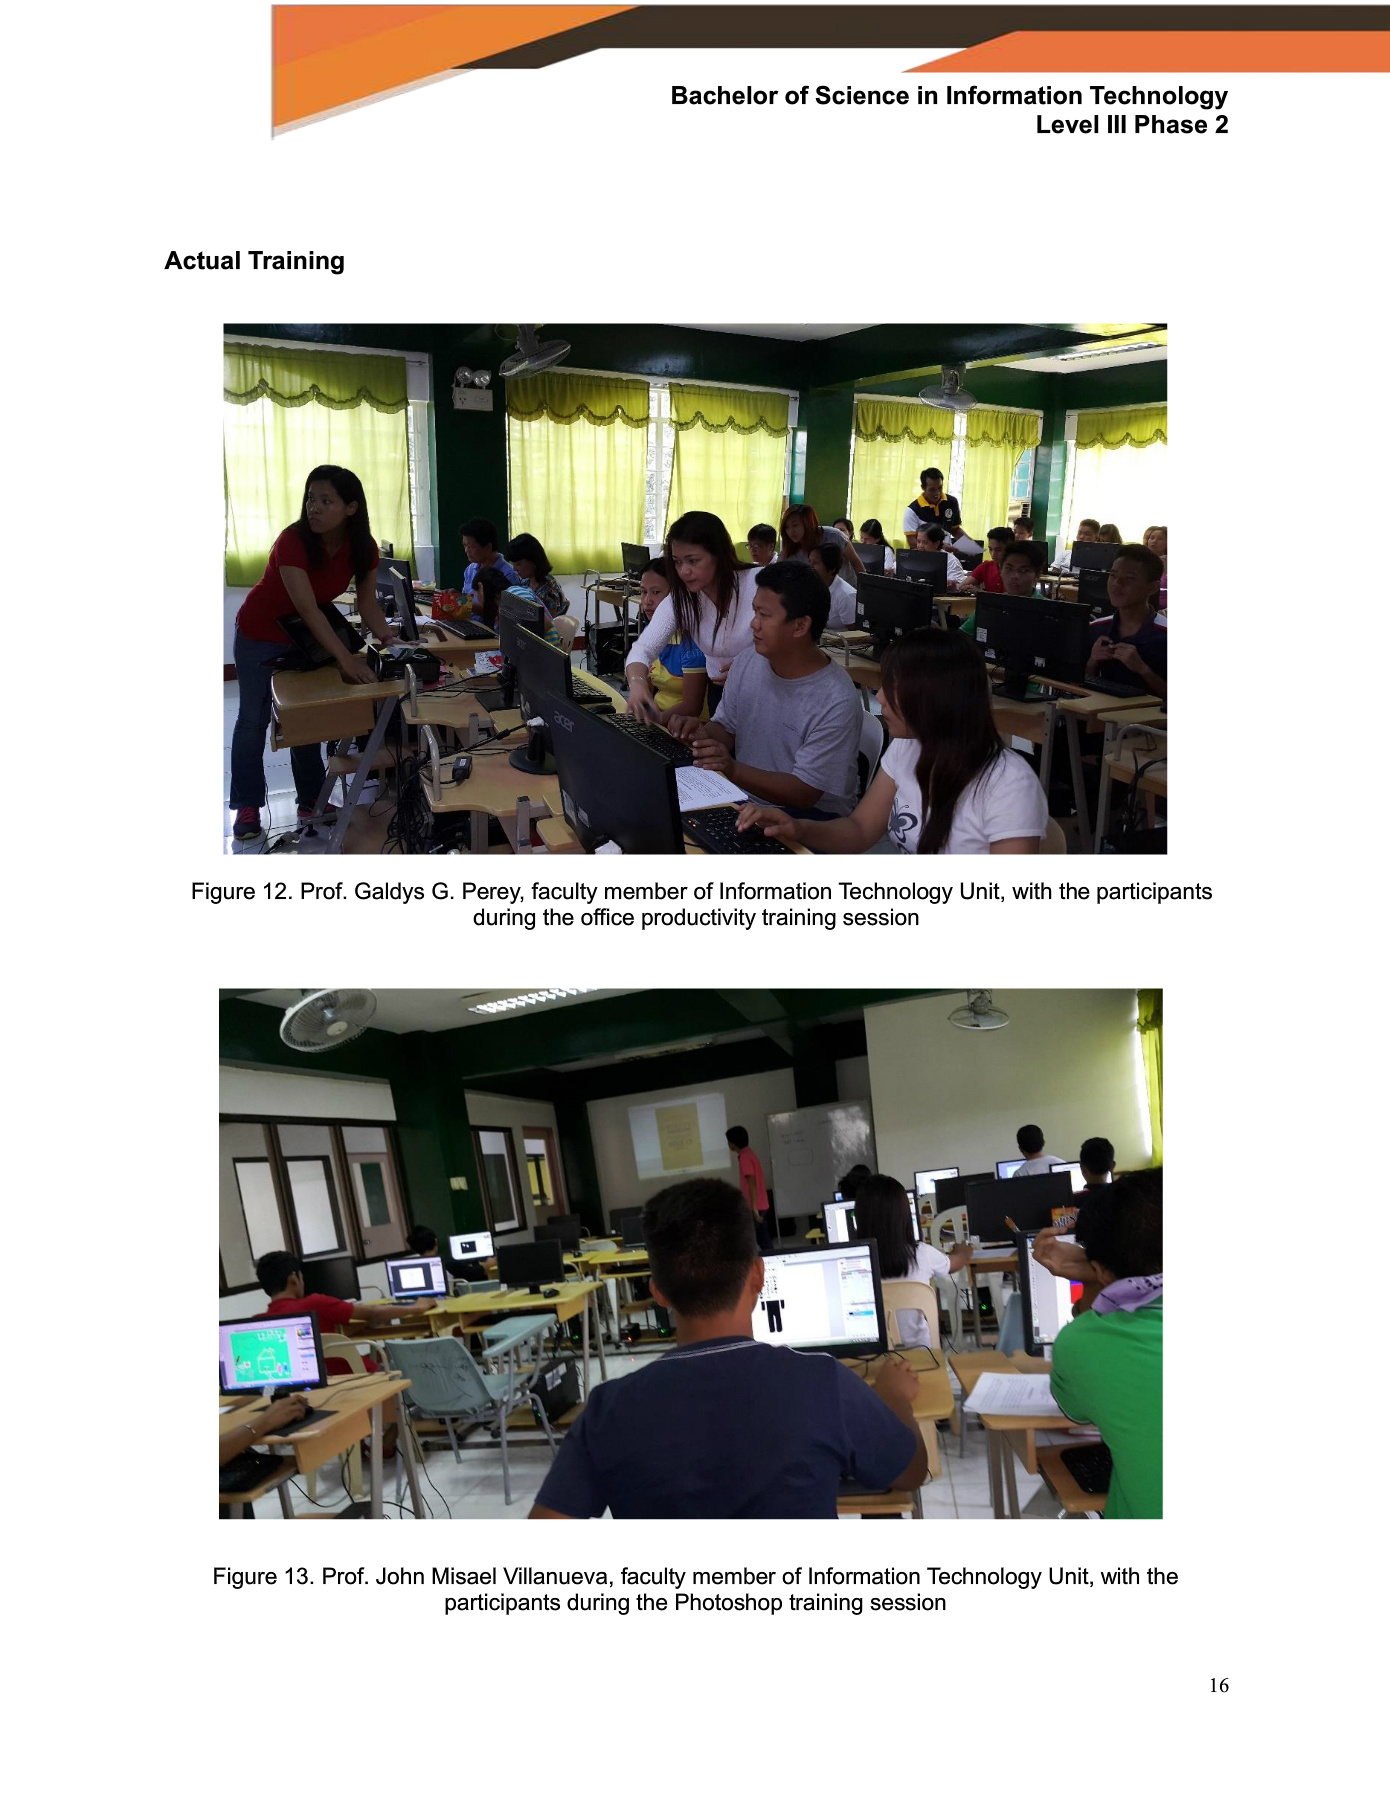 Bachelor of Science in Information Technology
Level III Phase 2
Actual Training
acer
Figure 12. Prof. Galdys G. Perey, faculty member of Information Technology Unit, with the participants
during the office productivity training session
Figure 13. Prof. John Misael Villanueva, faculty member of Information Technology Unit, with the
participants during the Photoshop training session
16